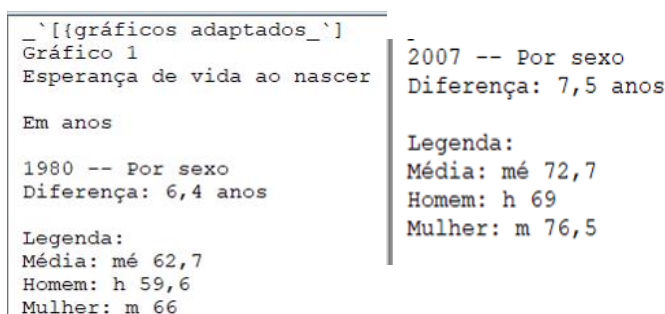 _`[{gráficos adaptados_`]
Gráfico 1
Esperança de vida ao nascer
Em anos
1980 -- Por sexo
Diferença: 6,4 anos
Legenda:
Média: mé 62,7
Homem: h 59,6
Mulher: m 66
2007 -- Por sexo
Diferença: 7,5 anos
Legenda:
Média: mé 72,7
Homem: h 69
Mulher: m 76,5